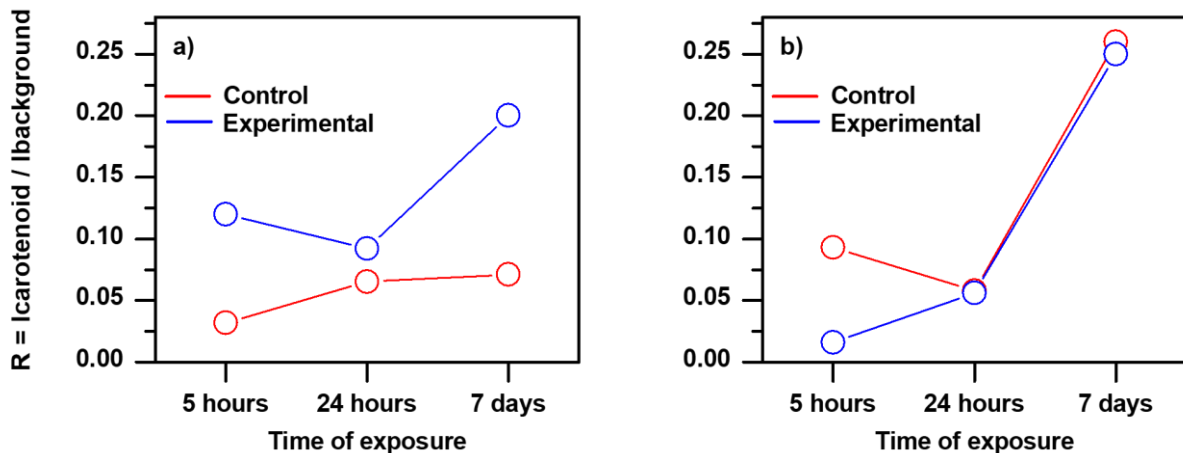 R = Icarotenoid / Ibackground
a)
Control
Experimental
0.25
0.20
0.15
0.10
0.05
0.00
5 hours 24 hours 7 days
Time of exposure
b)
Control
Experimental
0.25
0.20
0.15
0.10
0.05
0.00
5 hours 24 hours 7 days
Time of exposure